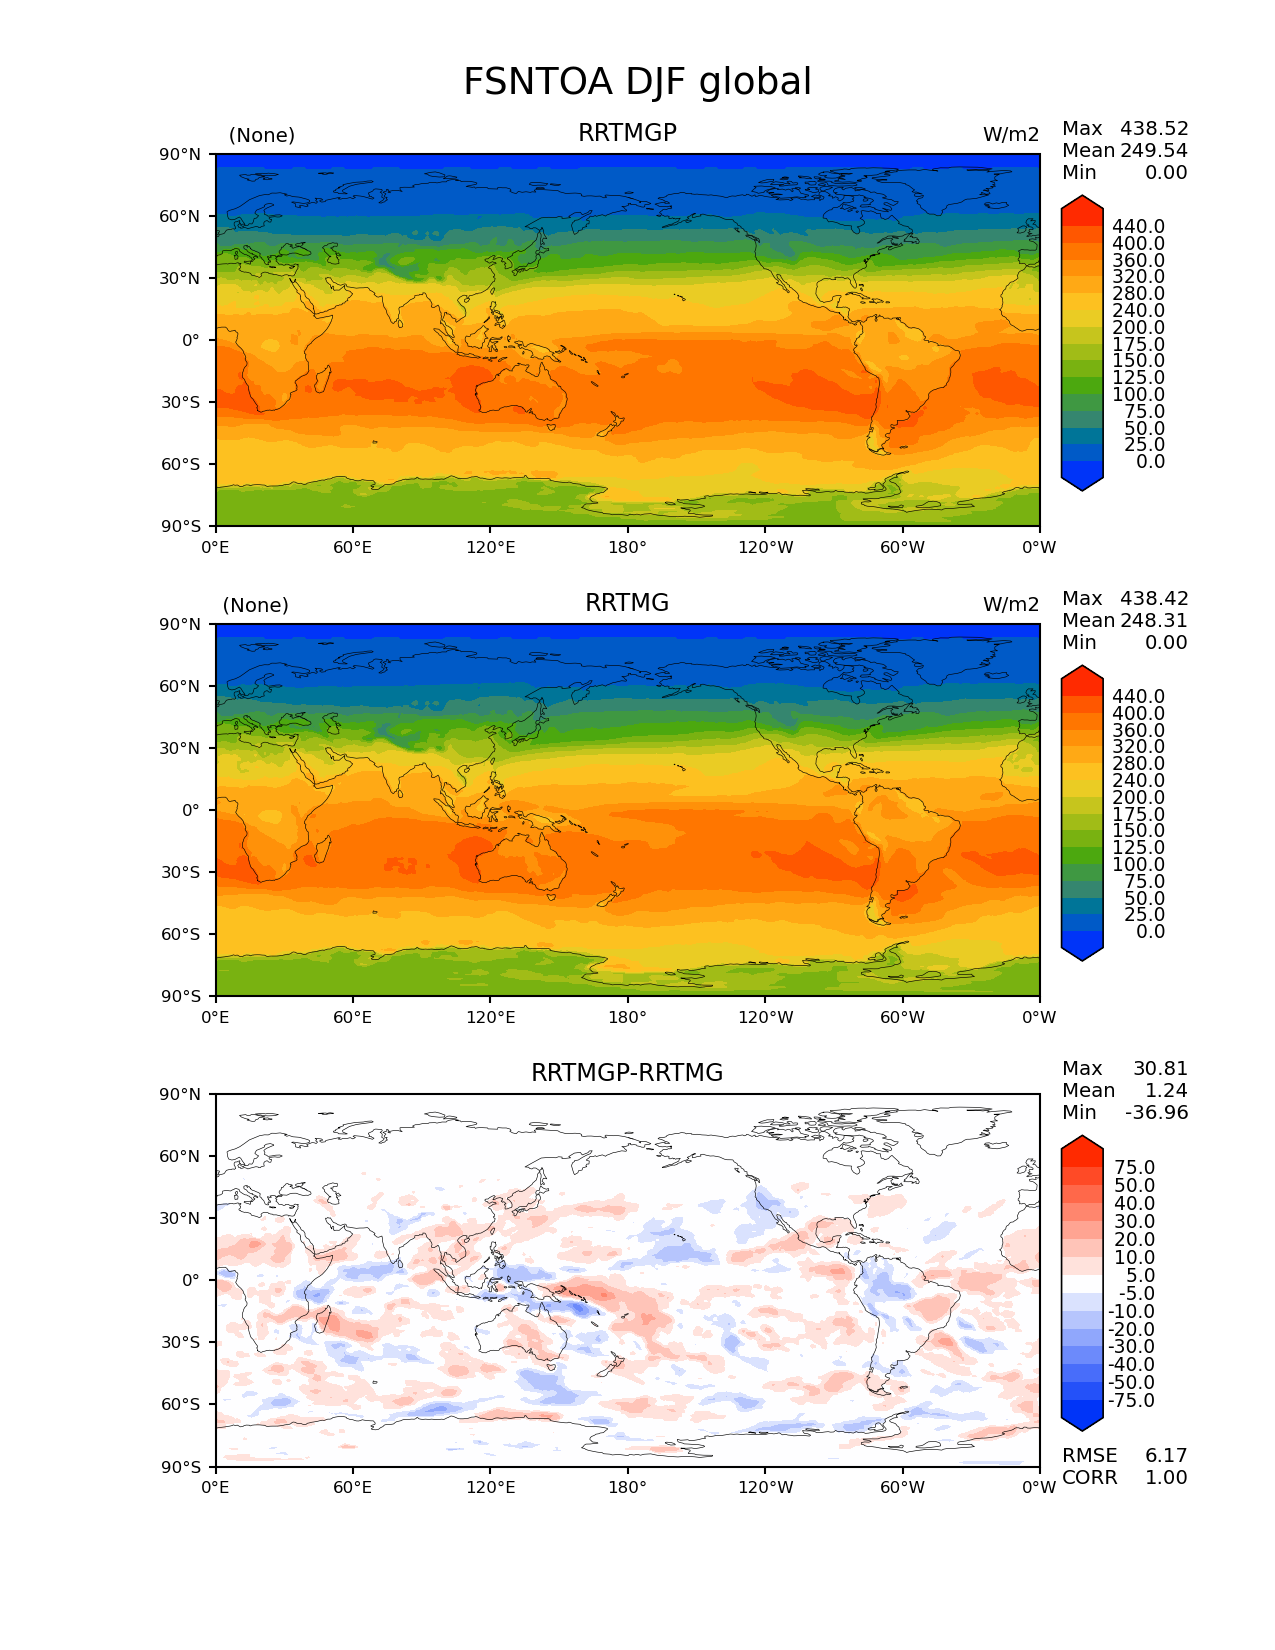 FSNTOA DJF global
(None) RRTMGP W/m2
Max 438.52
Mean 249.54
Min 0.00
90°N
60°N
30°N
0°
30°S
60°S
90°S
0°E 60°E 120°E 180° 120°W 60°W 0°W
440.0
400.0
360.0
320.0
280.0
240.0
200.0
175.0
150.0
125.0
100.0
75.0
50.0
25.0
0.0
(None) RRTMG W/m2
Max 438.42
Mean 248.31
Min 0.00
90°N
60°N
30°N
0°
30°S
60°S
90°S
0°E 60°E 120°E 180° 120°W 60°W 0°W
440.0
400.0
360.0
320.0
280.0
240.0
200.0
175.0
150.0
125.0
100.0
75.0
50.0
25.0
0.0
RRTMGP-RRTMG
Max 30.81
Mean 1.24
Min -36.96
90°N
60°N
30°N
0°
30°S
60°S
90°S
0°E 60°E 120°E 180° 120°W 60°W 0°W
75.0
50.0
40.0
30.0
20.0
10.0
5.0
-5.0
-10.0
-20.0
-30.0
-40.0
-50.0
-75.0
RMSE 6.17
CORR 1.00